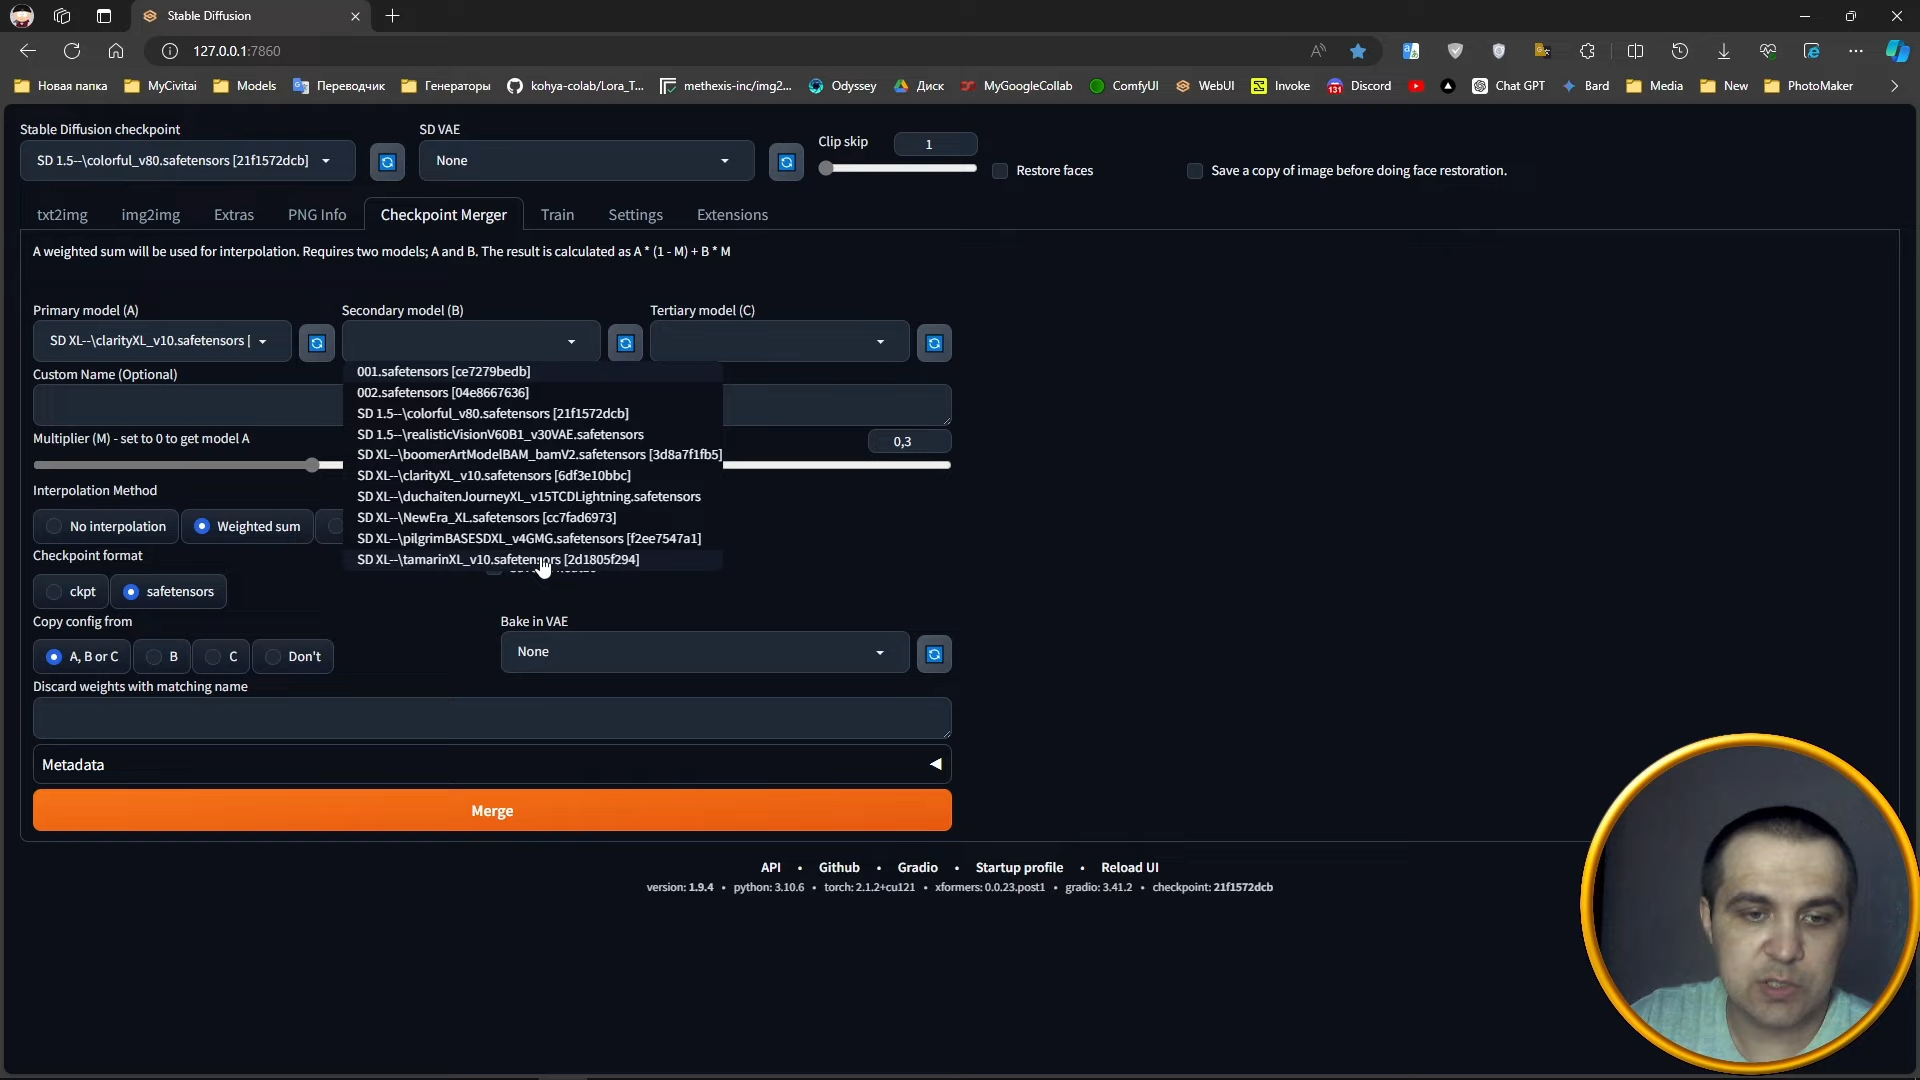 Stable Diffusion
127.0.0.1:7860
Новая папка MyCivitai Models Переводчик Генераторы kohya-colab/Lora_T... methexis-inc/img2... Odyssey Диск MyGoogleCollab ComfyUI WebUI Invoke 131 Discord Chat GPT Bard Media New PhotoMaker
Stable Diffusion checkpoint
SD VAE
Clip skip
1
SD 1.5--\colorful_v80.safetensors [21f1572dcb]
None
Restore faces
Save a copy of image before doing face restoration.
txt2img img2img Extras PNG Info Checkpoint Merger Train Settings Extensions
A weighted sum will be used for interpolation. Requires two models; A and B. The result is calculated as A * (1 - M) + B * M
Primary model (A)
Secondary model (B)
Tertiary model (C)
SD XL--\clarityXL_v10.safetensors [
001.safetensors [ce7279bedb]
002.safetensors [04e8667636]
SD 1.5--\colorful_v80.safetensors [21f1572dcb]
SD 1.5--\realisticVisionV60B1_v30VAE.safetensors
SD XL--\boomerArtModelBAM_bamV2.safetensors [3d8a7f1fb5]
SD XL--\clarityXL_v10.safetensors [6df3e10bbc]
SD XL--\duchaitenJourneyXL_v15TCDLightning.safetensors
SD XL--\NewEra_XL.safetensors [cc7fad6973]
SD XL--\pilgrimBASESDXL_v4GMG.safetensors [f2ee7547a1]
SD XL--\tamarinXL_v10.safetensors [2d1805f294]
Custom Name (Optional)
Multiplier (M) - set to 0 to get model A
0,3
Interpolation Method
No interpolation Weighted sum
Checkpoint format
ckpt safetensors
Copy config from
A, B or C B C Don't
Bake in VAE
None
Discard weights with matching name
Metadata
Merge
API • Github • Gradio • Startup profile • Reload UI
version: 1.9.4 • python: 3.10.6 • torch: 2.1.2+cu121 • xformers: 0.0.23.post1 • gradio: 3.41.2 • checkpoint: 21f1572dcb